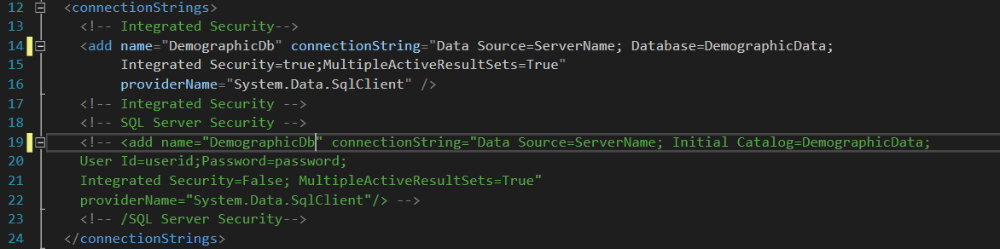 12 <connectionStrings>
13 <!-- Integrated Security-->
14 <add name="DemographicDb" connectionString="Data Source=ServerName; Database=DemographicData;
15 Integrated Security=true;MultipleActiveResultSets=True"
16 providerName="System.Data.SqlClient" />
17 <!-- Integrated Security -->
18 <!-- SQL Server Security -->
19 <!-- <add name="DemographicDb" connectionString="Data Source=ServerName; Initial Catalog=DemographicData;
20 User Id=userid;Password=password;
21 Integrated Security=False; MultipleActiveResultSets=True"
22 providerName="System.Data.SqlClient"/> -->
23 <!-- /SQL Server Security-->
24 </connectionStrings>